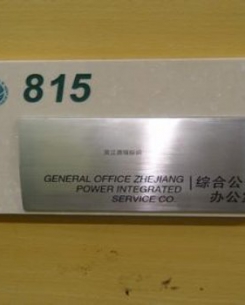 815
GENERAL OFFICE ZHEJIANG
POWER INTEGRATED
SERVICE CO.
综合公
办公